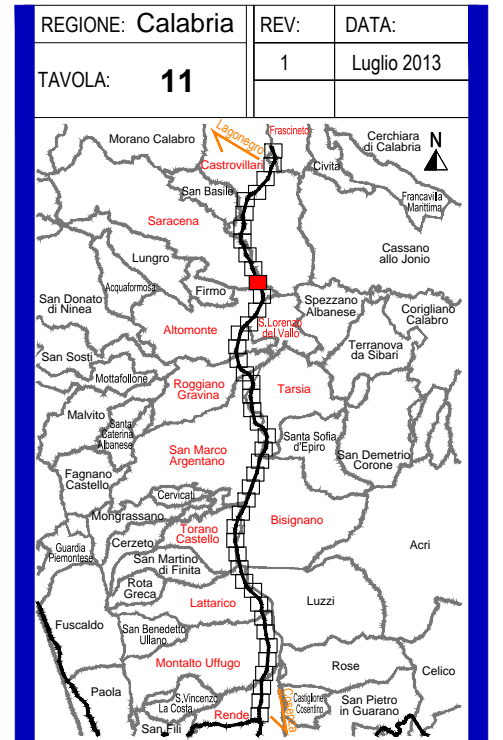 REGIONE: Calabria
REV:
DATA:
TAVOLA: 11
1
Luglio 2013
Lagonegro
Frascineto
Morano Calabro
Cerchiara
di Calabria
N
Castrovillari
Civita
San Basile
Francavilla
Marittima
Saracena
Cassano
allo Jonio
Lungro
Acquaformosa
Firmo
San Donato
di Ninea
Spezzano
Albanese
Corigliano
Calabro
Altomonte
S.Lorenzo
del Vallo
Terranova
da Sibari
San Sosti
Mottafollone
Roggiano
Gravina
Tarsia
Malvito
Santa
Caterina
Albanese
Santa Sofia
d'Epiro
San Marco
Argentano
San Demetrio
Corone
Fagnano
Castello
Cervicati
Mongrassano
Bisignano
Torano
Castello
Guardia
Piemontese
Cerzeto
Acri
San Martino
di Finita
Rota
Greca
Lattarico
Luzzi
Fuscaldo
San Benedetto
Ullano
Montalto Uffugo
Rose
Celico
Paola
S.Vincenzo
La Costa
Cosenza
Castiglione
Cosentino
San Pietro
in Guarano
Rende
San Fili